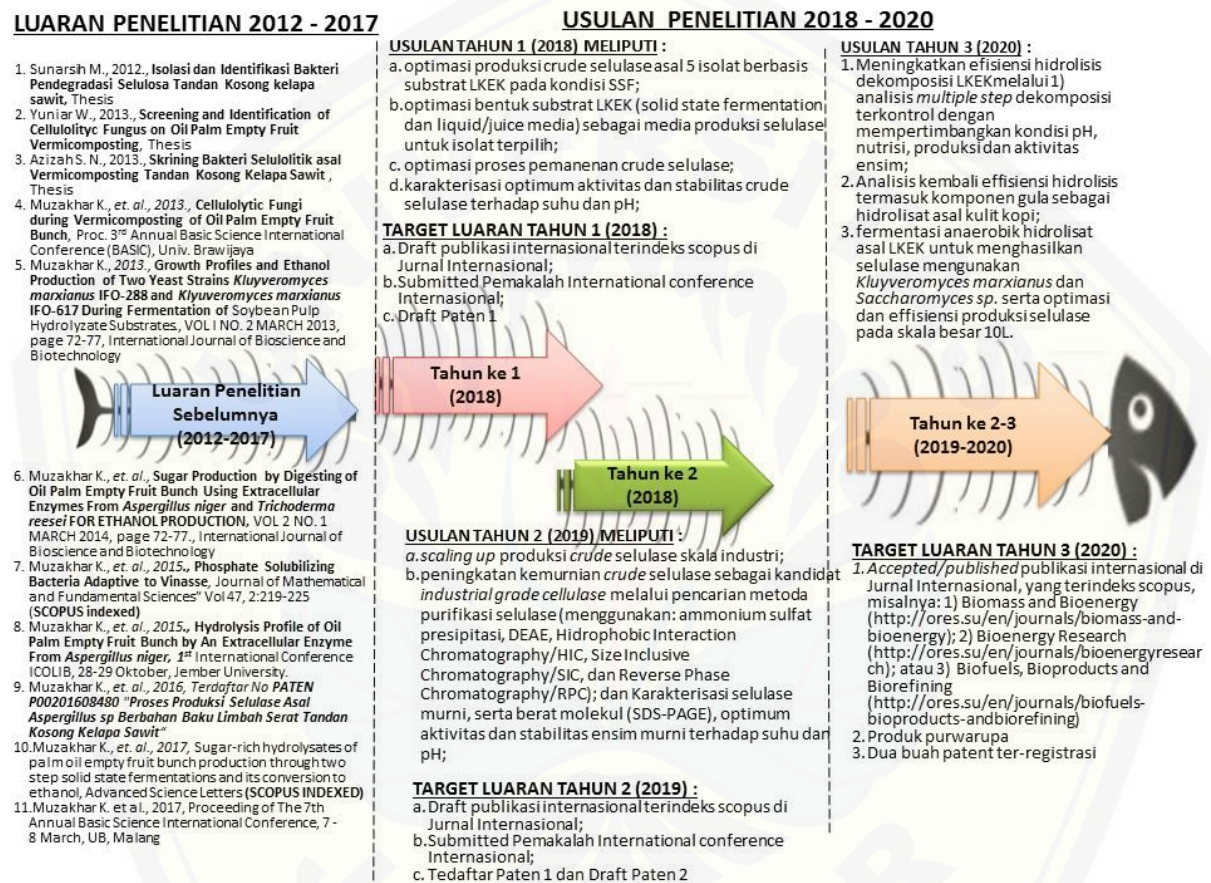 LUARAN PENELITIAN 2012 - 2017
1. Sunarsih M., 2012., Isolasi dan Identifikasi Bakteri
Pendegradasi Selulosa Tandan Kosong kelapa
sawit, Thesis
2. Yuniar W., 2013., Screening and Identification of
Cellulolityc Fungus on Oil Palm Empty Fruit
Vermicomposting, Thesis
3. Azizah S. N., 2013., Skrining Bakteri Selulolitik asal
Vermicomposting Tandan Kosong Kelapa Sawit ,
Thesis
4. Muzakhar K., et. al., 2013., Cellulolytic Fungi
during Vermicomposting of Oil Palm Empty Fruit
Bunch, Proc. 3rd Annual Basic Science International
Conference (BASIC), Univ. Brawijaya
5. Muzakhar K., 2013., Growth Profiles and Ethanol
Production of Two Yeast Strains Kluyveromyces
marxianus IFO-288 and Klyuveromyces marxianus
IFO-617 During Fermentation of Soybean Pulp
Hydrolyzate Substrates, VOL I NO. 2 MARCH 2013,
page 72-77, International Journal of Bioscience and
Biotechnology
Luaran Penelitian
Sebelumnya
(2012-2017)
6. Muzakhar K., et. al., Sugar Production by Digesting of
Oil Palm Empty Fruit Bunch Using Extracellular
Enzymes From Aspergillus niger and Trichoderma
reesei FOR ETHANOL PRODUCTION, VOL 2 NO. 1
MARCH 2014, page 72-77., International Journal of
Bioscience and Biotechnology
7. Muzakhar K., et. al., 2015., Phosphate Solubilizing
Bacteria Adaptive to Vinasse, Journal of Mathematical
and Fundamental Sciences" Vol 47, 2:219-225
(SCOPUS indexed)
8. Muzakhar K., et. al., 2015., Hydrolysis Profile of Oil
Palm Empty Fruit Bunch by An Extracellular Enzyme
From Aspergillus niger, 1st International Conference
ICOLIB, 28-29 Oktober, Jember University.
9. Muzakhar K., et. al., 2016, Terdaftar No PATEN
P00201608480 "Proses Produksi Selulase Asal
Aspergillus sp Berbahan Baku Limbah Serat Tandan
Kosong Kelapa Sawit"
10.Muzakhar K., et. al., 2017, Sugar-rich hydrolysates of
palm oil empty fruit bunch production through two
step solid state fermentations and its conversion to
ethanol, Advanced Science Letters (SCOPUS INDEXED)
11.Muzakhar K. et al., 2017, Proceeding of The 7th
Annual Basic Science International Conference, 7 -
8 March, UB, Malang
USULAN PENELITIAN 2018 - 2020
USULAN TAHUN 1 (2018) MELIPUTI :
a. optimasi produksi crude selulase asal 5 isolat berbasis
substrat LKEK pada kondisi SSF;
b.optimasi bentuk substrat LKEK (solid state fermentation
dan liquid/juice media) sebagai media produksi selulase
untuk isolat terpilih;
c. optimasi proses pemanenan crude selulase;
d.karakterisasi optimum aktivitas dan stabilitas crude
selulase terhadap suhu dan pH;
TARGET LUARAN TAHUN 1 (2018) :
a. Draft publikasi internasional terindeks scopus di
Jurnal Internasional;
b.Submitted Pemakalah International conference
Internasional;
c. Draft Paten 1
Tahun ke 1
(2018)
Tahun ke 2
(2018)
USULAN TAHUN 2 (2019) MELIPUTI :
a.scaling up produksi crude selulase skala industri;
b.peningkatan kemurnian crude selulase sebagai kandidat
industrial grade cellulase melalui pencarian metoda
purifikasi selulase (menggunakan: ammonium sulfat
presipitasi, DEAE, Hidrophobic Interaction
Chromatography/HIC, Size Inclusive
Chromatography/SIC, dan Reverse Phase
Chromatography/RPC); dan Karakterisasi selulase
murni, serta berat molekul (SDS-PAGE), optimum
aktivitas dan stabilitas ensim murni terhadap suhu dan
pH;
TARGET LUARAN TAHUN 2 (2019) :
a. Draft publikasi internasional terindeks scopus di
Jurnal Internasional;
b.Submitted Pemakalah International conference
Internasional;
c. Tedaftar Paten 1 dan Draft Paten 2
USULAN TAHUN 3 (2020) :
1. Meningkatkan efisiensi hidrolisis
dekomposisi LKEKmelalui 1)
analisis multiple step dekomposisi
terkontrol dengan
mempertimbangkan kondisi pH,
nutrisi, produksi dan aktivitas
ensim;
2. Analisis kembali effisiensi hidrolisis
termasuk komponen gula sebagai
hidrolisat asal kulit kopi;
3. fermentasi anaerobik hidrolisat
asal LKEK untuk menghasilkan
selulase mengunakan
Kluyveromyces marxianus dan
Saccharomyces sp. serta optimasi
dan effisiensi produksi selulase
pada skala besar 10L.
Tahun ke 2-3
(2019-2020)
TARGET LUARAN TAHUN 3 (2020) :
1. Accepted/published publikasi internasional di
Jurnal Internasional, yang terindeks scopus,
misalnya: 1) Biomass and Bioenergy
(http://ores.su/en/journals/biomass-and-
bioenergy); 2) Bioenergy Research
(http://ores.su/en/journals/bioenergyresear
ch); atau 3) Biofuels, Bioproducts and
Biorefining
(http://ores.su/en/journals/biofuels-
bioproducts-andbiorefining)
2. Produk purwarupa
3. Dua buah patent ter-registrasi